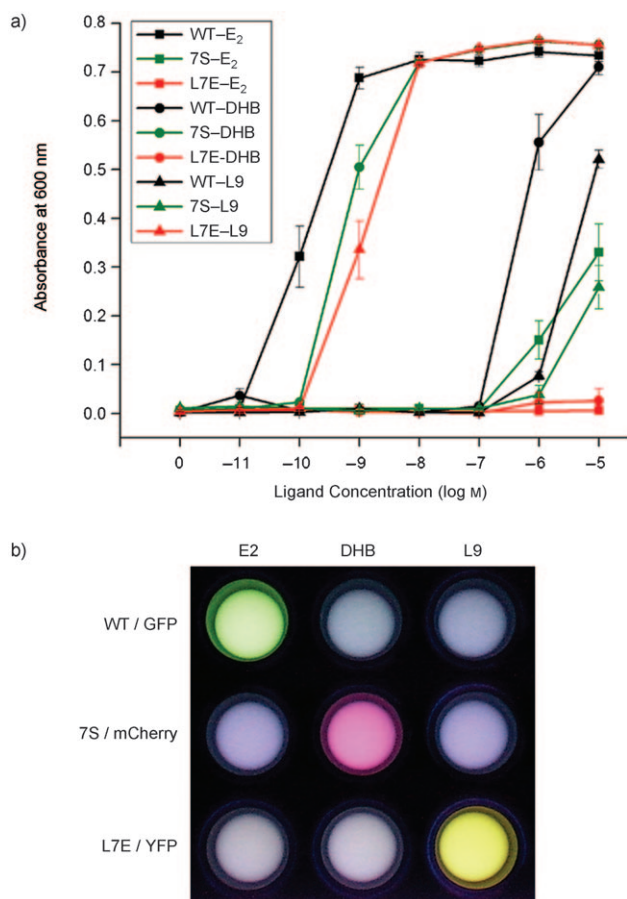 a)
0.8
0.7
0.6
0.5
0.4
0.3
0.2
0.1
0.0
Absorbance at 600 nm
WT–E2
7S–E2
L7E–E2
WT–DHB
7S–DHB
L7E-DHB
WT–L9
7S–L9
L7E–L9
0 –11 –10 –9 –8 –7 –6 –5
Ligand Concentration (log M)
b)
E2 DHB L9
WT / GFP
7S / mCherry
L7E / YFP